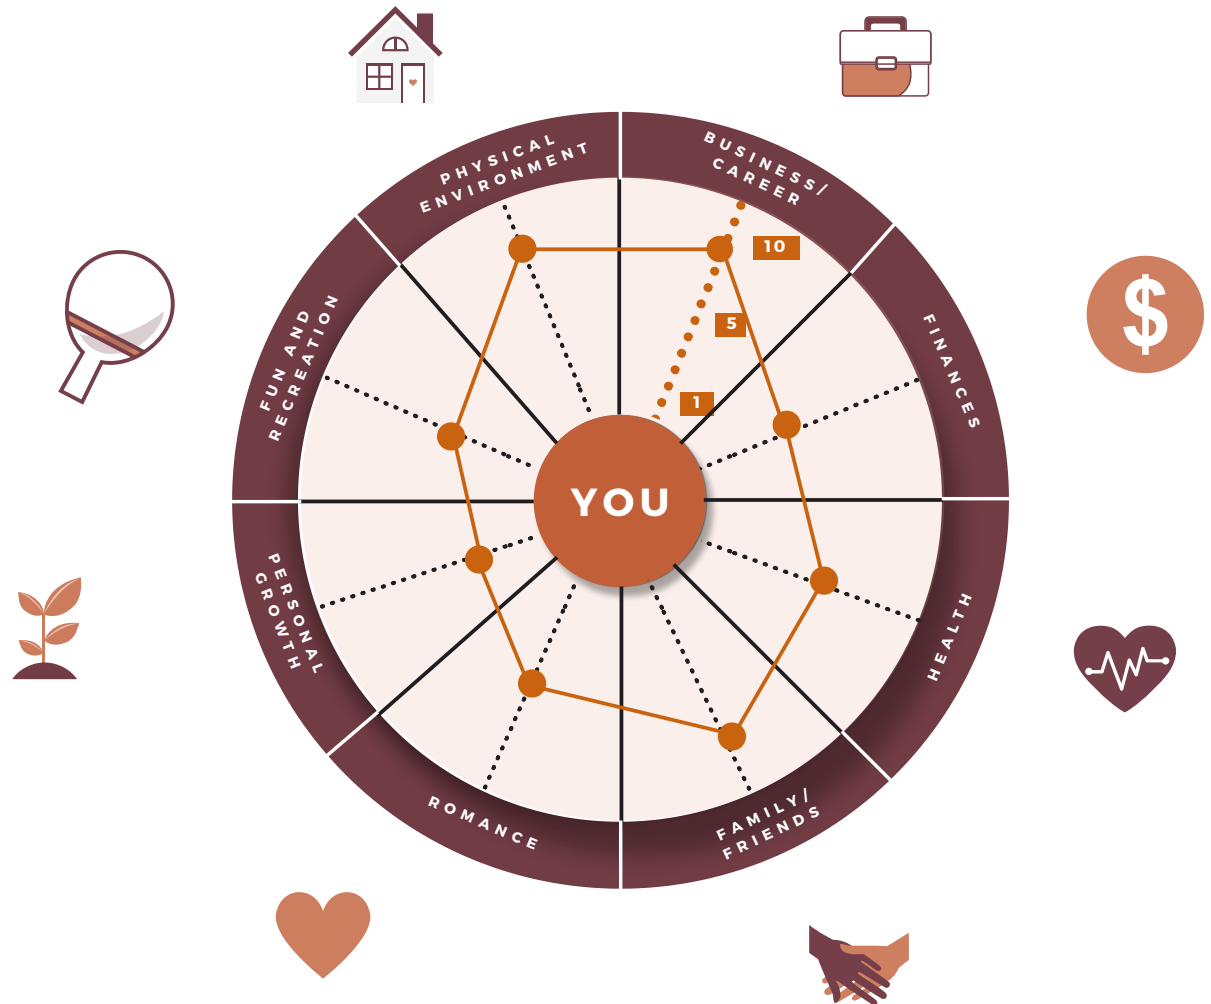 PHYSICAL
ENVIRONMENT
BUSINESS/
CAREER
10
5
1
FUN AND
RECREATION
FINANCES
YOU
PERSONAL
GROWTH
HEALTH
ROMANCE
FAMILY/
FRIENDS
$